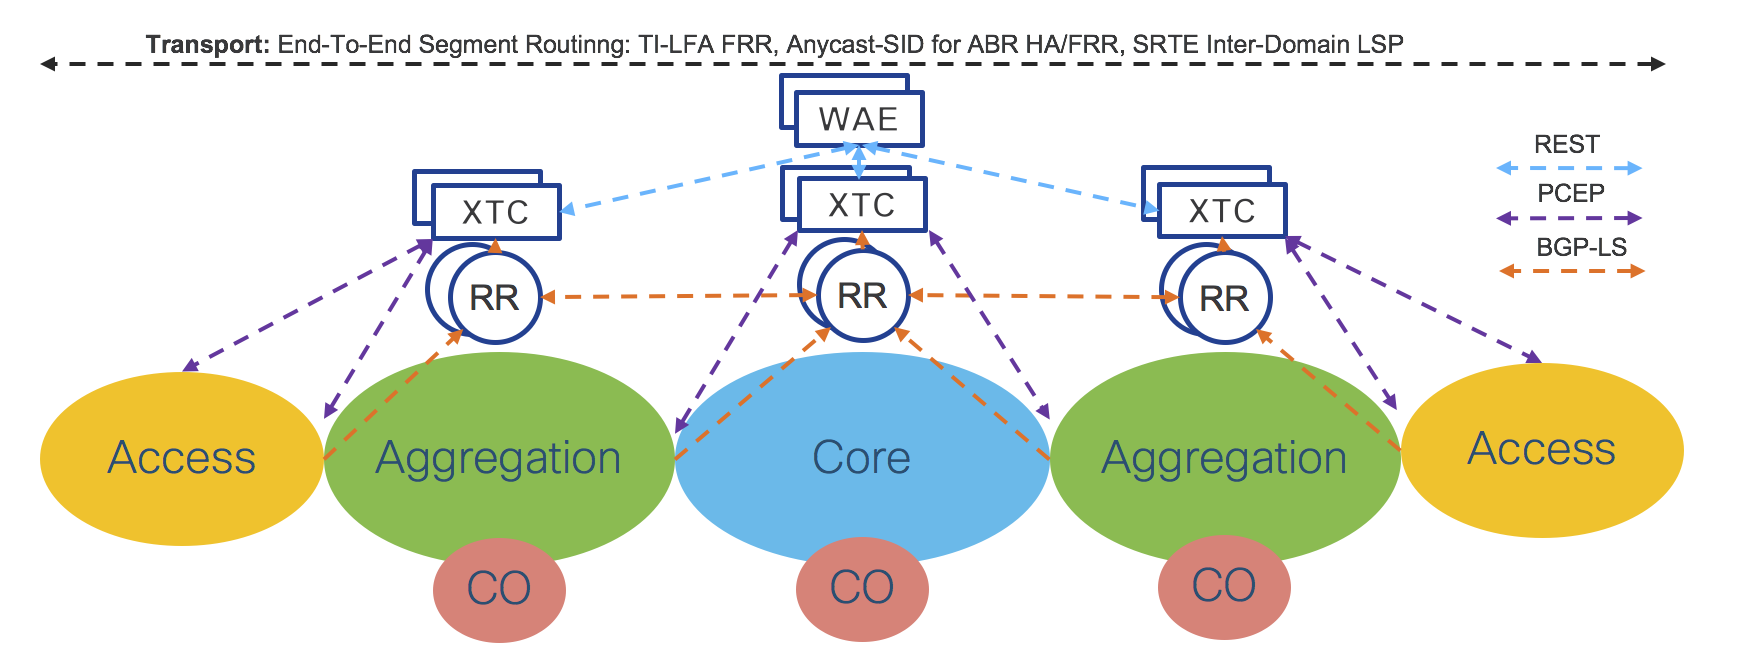 Transport: End-To-End Segment Routinng: TI-LFA FRR, Anycast-SID for ABR HA/FRR, SRTE Inter-Domain LSP
WAE
REST
XTC
XTC
XTC
PCEP
BGP-LS
RR
RR
RR
Access
Aggregation
Core
Aggregation
Access
CO
CO
CO